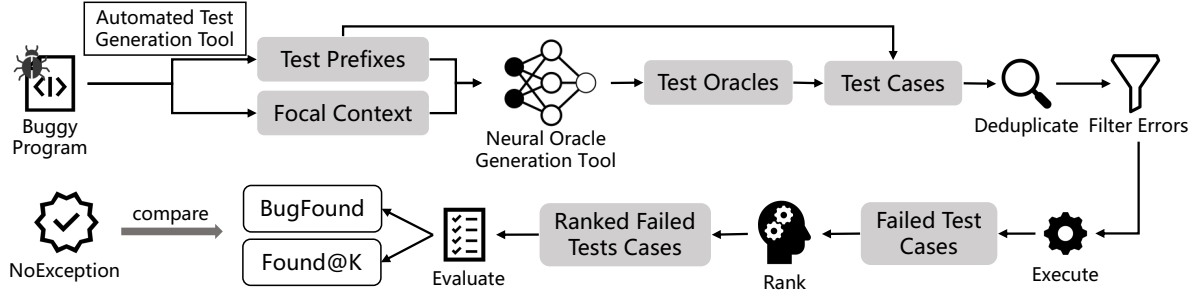 Automated Test
Generation Tool
Test Prefixes
Focal Context
Buggy
Program
Neural Oracle
Generation Tool
Test Oracles
Test Cases
Deduplicate
Filter Errors
NoException
compare
BugFound
Found@K
Evaluate
Ranked Failed
Tests Cases
Rank
Failed Test
Cases
Execute